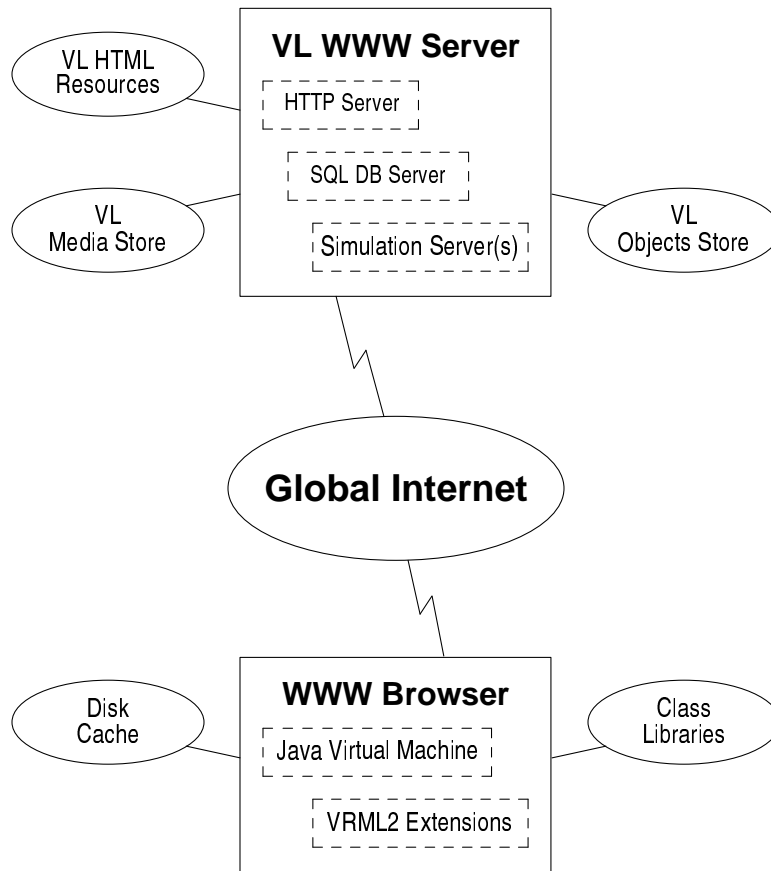 VL WWW Server
VL HTML
Resources
HTTP Server
SQL DB Server
VL
Media Store
VL
Objects Store
Simulation Server(s)
Global Internet
WWW Browser
Disk
Cache
Class
Libraries
Java Virtual Machine
VRML2 Extensions